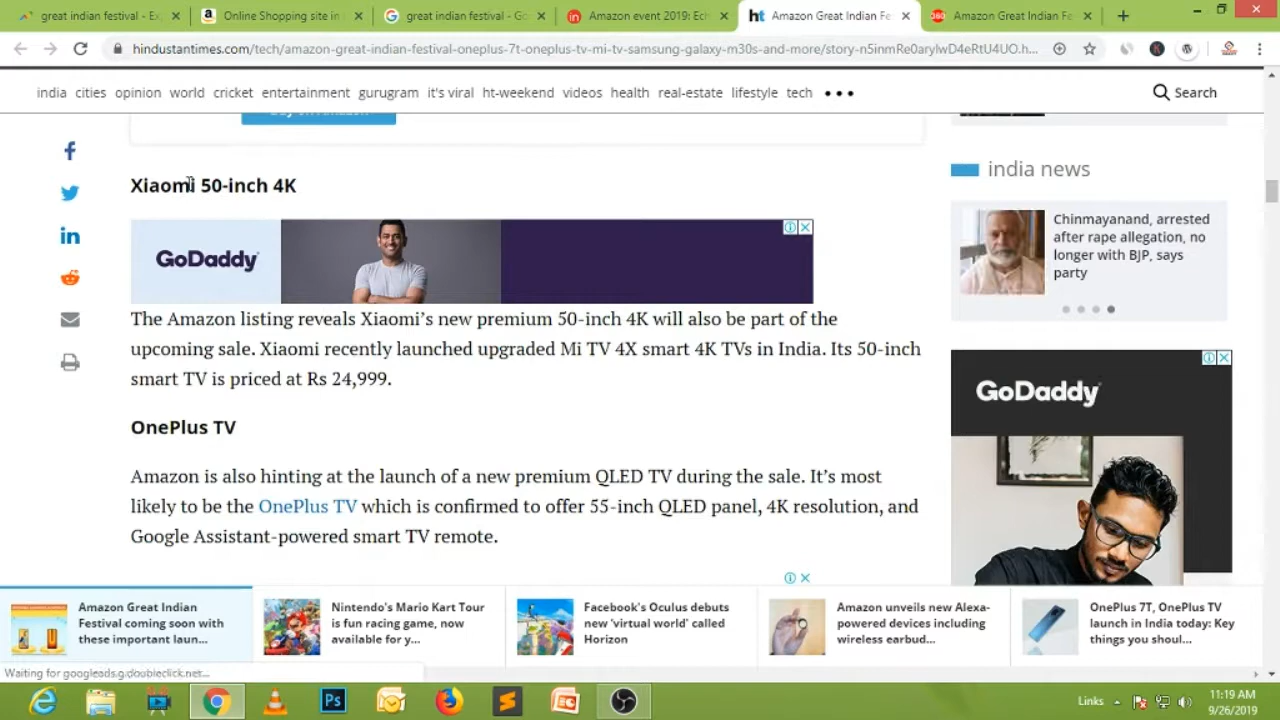 great indian festival - Ex
Online Shopping site in
great indian festival - Go
Amazon event 2019: Ech
Amazon Great Indian Fe
Amazon Great Indian Fe
hindustantimes.com/tech/amazon-great-indian-festival-oneplus-7t-oneplus-tv-mi-tv-samsung-galaxy-m30s-and-more/story-n5inmRe0arylwD4eRtU4UO.h...
india cities opinion world cricket entertainment gurugram it's viral ht-weekend videos health real-estate lifestyle tech ••• Search
Xiaomi 50-inch 4K
india news
Chinmayanand, arrested
after rape allegation, no
longer with BJP, says
party
GoDaddy
The Amazon listing reveals Xiaomi's new premium 50-inch 4K will also be part of the
upcoming sale. Xiaomi recently launched upgraded Mi TV 4X smart 4K TVs in India. Its 50-inch
smart TV is priced at Rs 24,999.
GoDaddy
OnePlus TV
Amazon is also hinting at the launch of a new premium QLED TV during the sale. It's most
likely to be the OnePlus TV which is confirmed to offer 55-inch QLED panel, 4K resolution, and
Google Assistant-powered smart TV remote.
Amazon Great Indian
Festival coming soon with
these important laun...
Nintendo's Mario Kart Tour
is fun racing game, now
available for y...
Facebook's Oculus debuts
new 'virtual world' called
Horizon
Amazon unveils new Alexa-
powered devices including
wireless earbud...
OnePlus 7T, OnePlus TV
launch in India today: Key
things you shoul...
Waiting for googleads.g.doubleclick.net...
Links
11:19 AM
9/26/2019